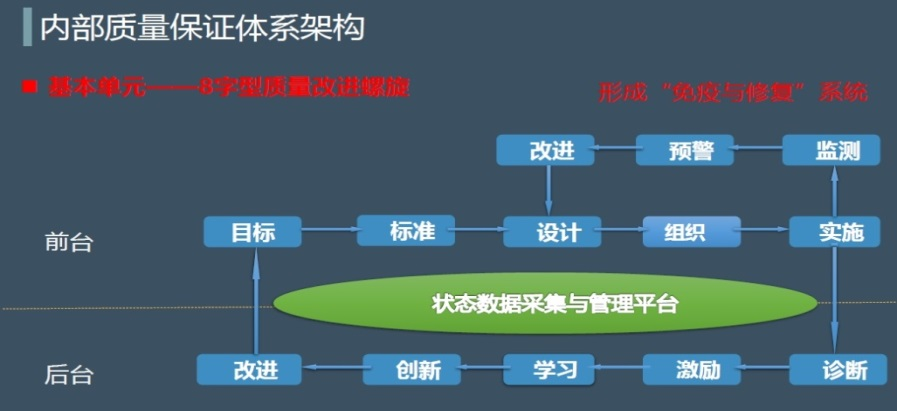 内部质量保证体系架构
基本单元——8字型质量改进螺旋
形成“免疫与修复”系统
改进
预警
监测
前台
目标
标准
设计
组织
实施
状态数据采集与管理平台
后台
改进
创新
学习
激励
诊断